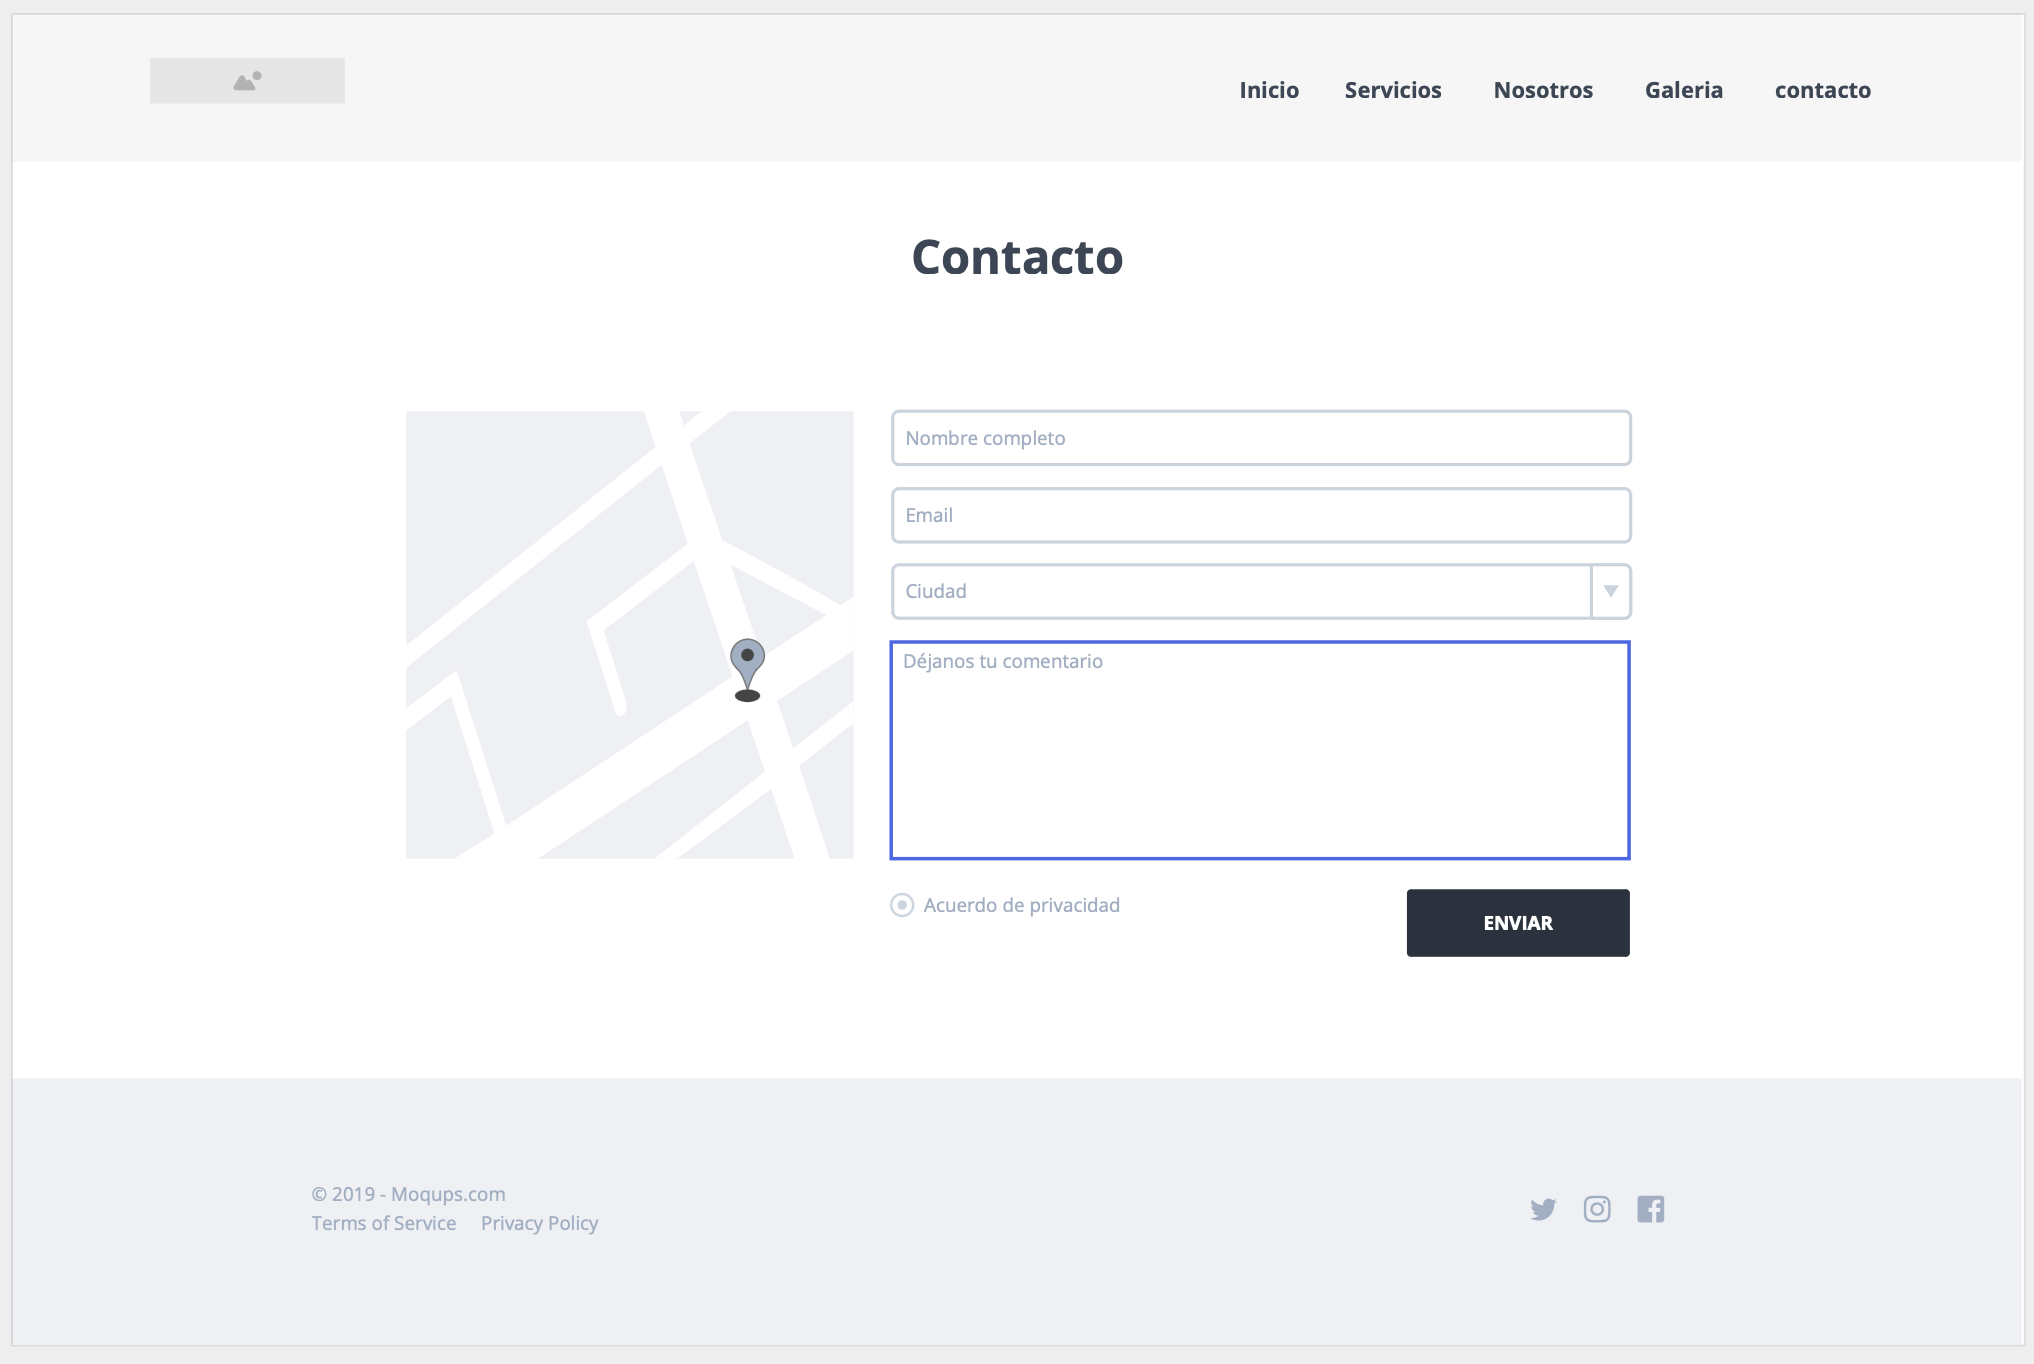 Inicio Servicios Nosotros Galeria contacto
Contacto
Nombre completo
Email
Ciudad
Déjanos tu comentario
Acuerdo de privacidad
ENVIAR
© 2019 - Moqups.com
Terms of Service Privacy Policy